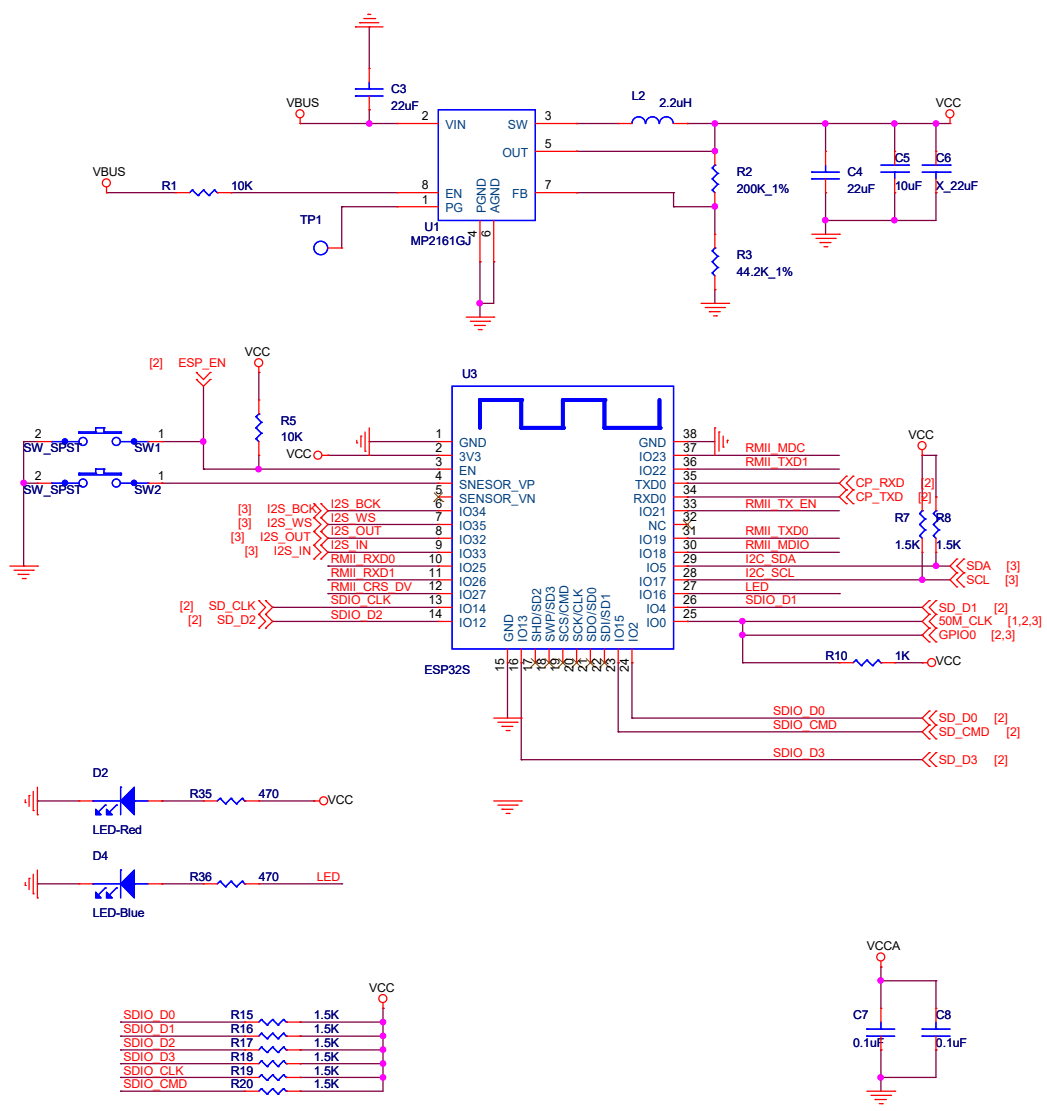 C3
22uF
VBUS
2
VIN
SW
3
L2
2.2uH
VCC
OUT
5
VBUS
R1
10K
8
EN
1
PG
FB
7
PGND
AGND
4
6
U1
MP2161GJ
TP1
R2
200K_1%
R3
44.2K_1%
C4
22uF
C5
10uF
C6
X_22uF
[2]
ESP_EN
VCC
R5
10K
VCC
2
SW_SPST
1
SW1
2
SW_SPST
1
SW2
U3
ESP32S
1
GND
2
3V3
3
EN
4
SNESOR_VP
5
SENSOR_VN
[3]
I2S_BCK
I2S_BCK
6
IO34
[3]
I2S_WS
I2S_WS
7
IO35
[3]
I2S_OUT
I2S_OUT
8
IO32
[3]
I2S_IN
I2S_IN
9
IO33
RMII_RXD0
10
IO25
RMII_RXD1
11
IO26
RMII_CRS_DV
12
IO27
[2]
SD_CLK
SDIO_CLK
13
IO14
[2]
SD_D2
SDIO_D2
14
IO12
GND
IO13
SHD/SD2
SWP/SD3
SCS/CMD
SCK/CLK
SDO/SD0
SDI/SD1
IO15
IO2
15
16
17
18
19
20
21
22
23
24
GND
38
IO23
37
RMII_MDC
IO22
36
RMII_TXD1
TXD0
35
CP_RXD
[2]
RXD0
34
CP_TXD
[2]
IO21
33
RMII_TX_EN
NC
32
IO19
31
RMII_TXD0
IO18
30
RMII_MDIO
IO5
29
I2C_SDA
SDA
[3]
IO17
28
I2C_SCL
SCL
[3]
IO16
27
LED
IO4
26
SDIO_D1
SD_D1
[2]
IO0
25
50M_CLK
[1,2,3]
GPIO0
[2,3]
VCC
R7
1.5K
R8
1.5K
R10
1K
VCC
SDIO_D0
SD_D0
[2]
SDIO_CMD
SD_CMD
[2]
SDIO_D3
SD_D3
[2]
D2
LED-Red
R35
470
VCC
D4
LED-Blue
R36
470
LED
VCC
SDIO_D0
R15
1.5K
SDIO_D1
R16
1.5K
SDIO_D2
R17
1.5K
SDIO_D3
R18
1.5K
SDIO_CLK
R19
1.5K
SDIO_CMD
R20
1.5K
VCCA
C7
0.1uF
C8
0.1uF